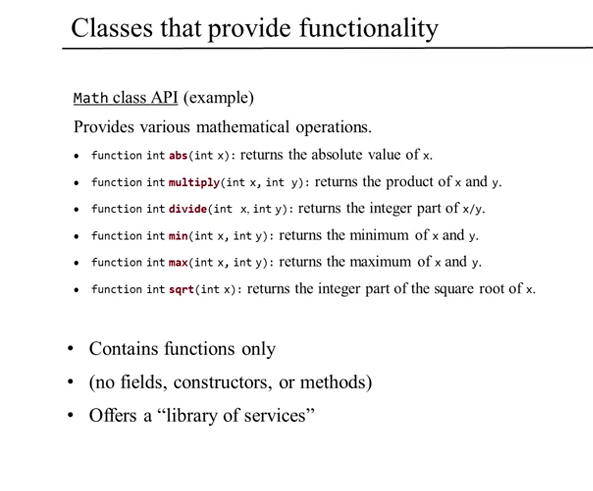 Classes that provide functionality
Math class API (example)
Provides various mathematical operations.
• function int abs(int x): returns the absolute value of x.
• function int multiply(int x, int y): returns the product of x and y.
• function int divide(int x, int y): returns the integer part of x/y.
• function int min(int x, int y): returns the minimum of x and y.
• function int max(int x, int y): returns the maximum of x and y.
• function int sqrt(int x): returns the integer part of the square root of x.
• Contains functions only
• (no fields, constructors, or methods)
• Offers a “library of services”